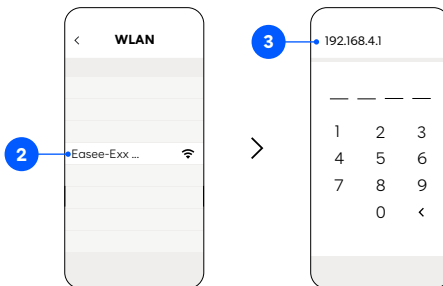 < WLAN
2
Easee-Exx ...
>
3
192.168.4.1
_ _ _ _
1 2 3
4 5 6
7 8 9
0 <